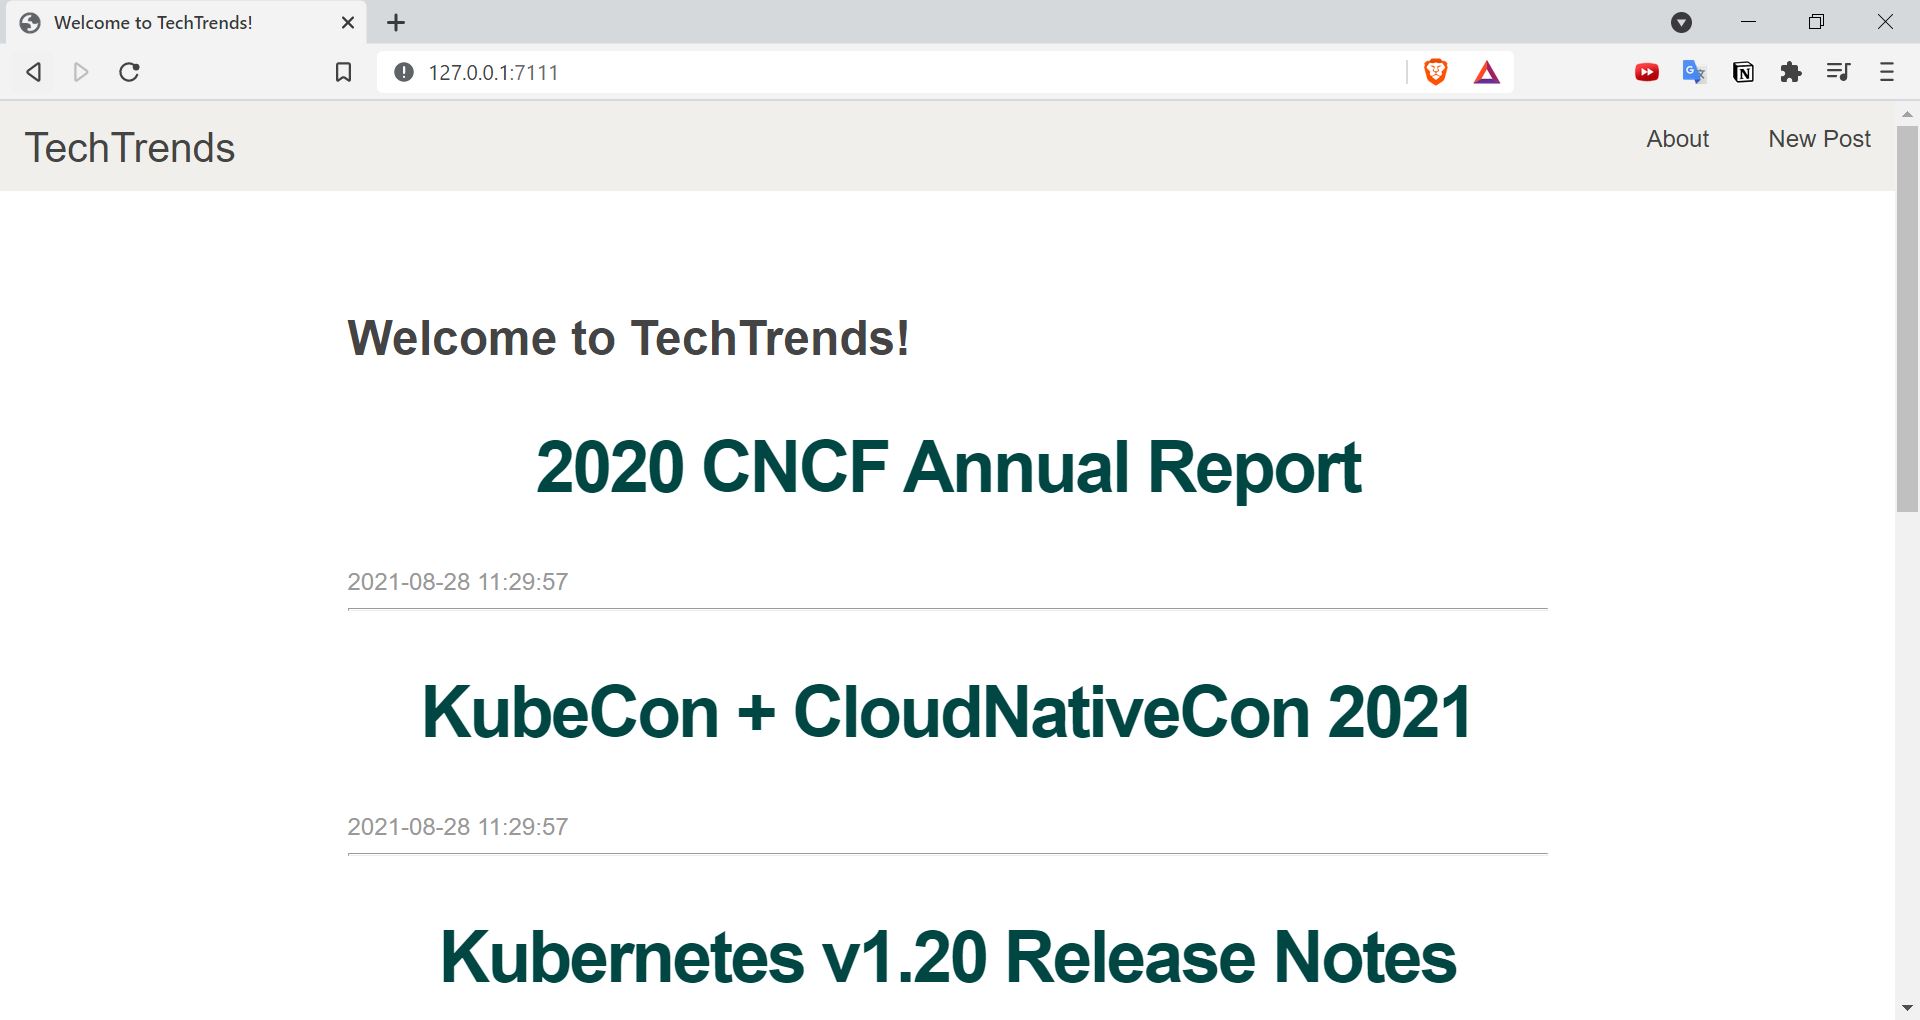 Welcome to TechTrends!
127.0.0.1:7111
TechTrends
About
New Post
Welcome to TechTrends!
2020 CNCF Annual Report
2021-08-28 11:29:57
KubeCon + CloudNativeCon 2021
2021-08-28 11:29:57
Kubernetes v1.20 Release Notes